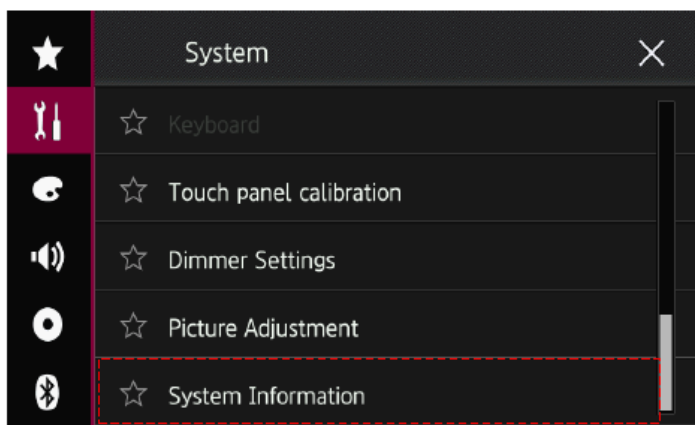 System
Keyboard
Touch panel calibration
Dimmer Settings
Picture Adjustment
System Information